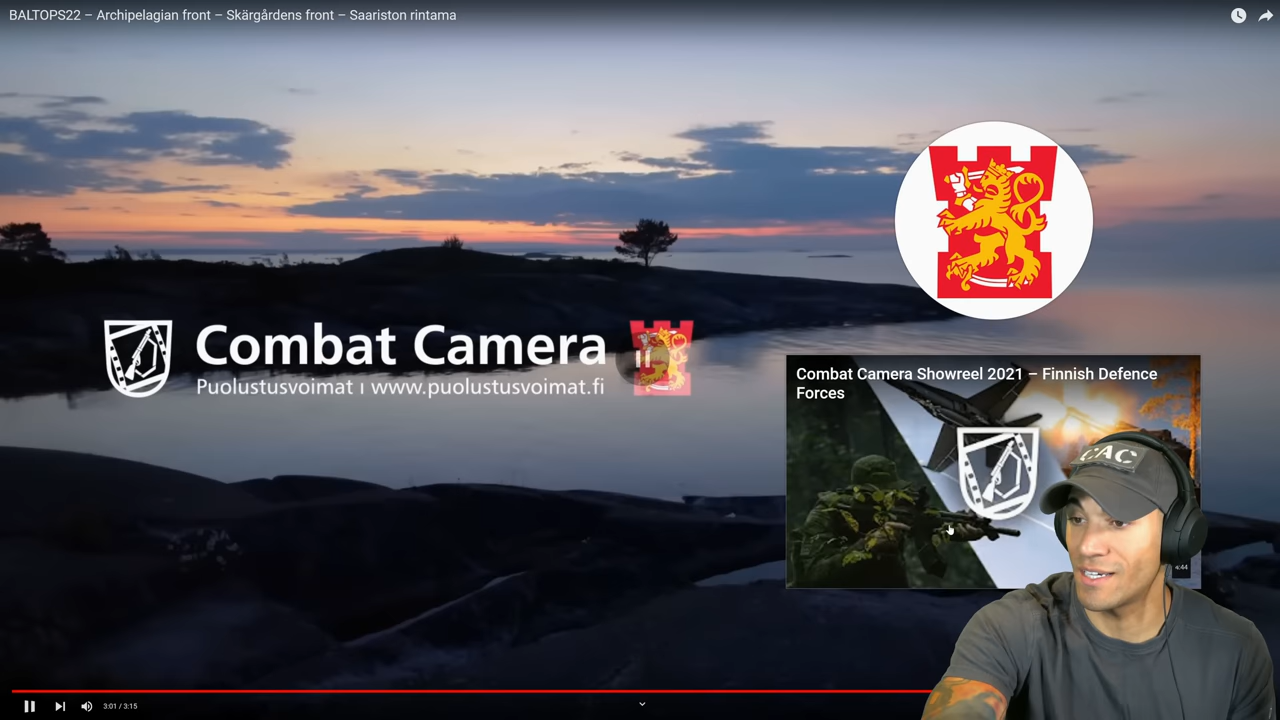 BALTOPS22 – Archipelagian front – Skärgårdens front – Saariston rintama
Combat Camera
Puolustusvoimat ı www.puolustusvoimat.fi
Combat Camera Showreel 2021 – Finnish Defence
Forces
CAC
4:44
3:01 / 3:15